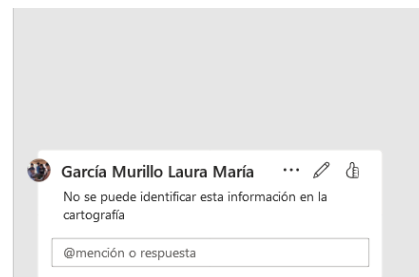 García Murillo Laura María
No se puede identificar esta información en la
cartografía
@mención o respuesta